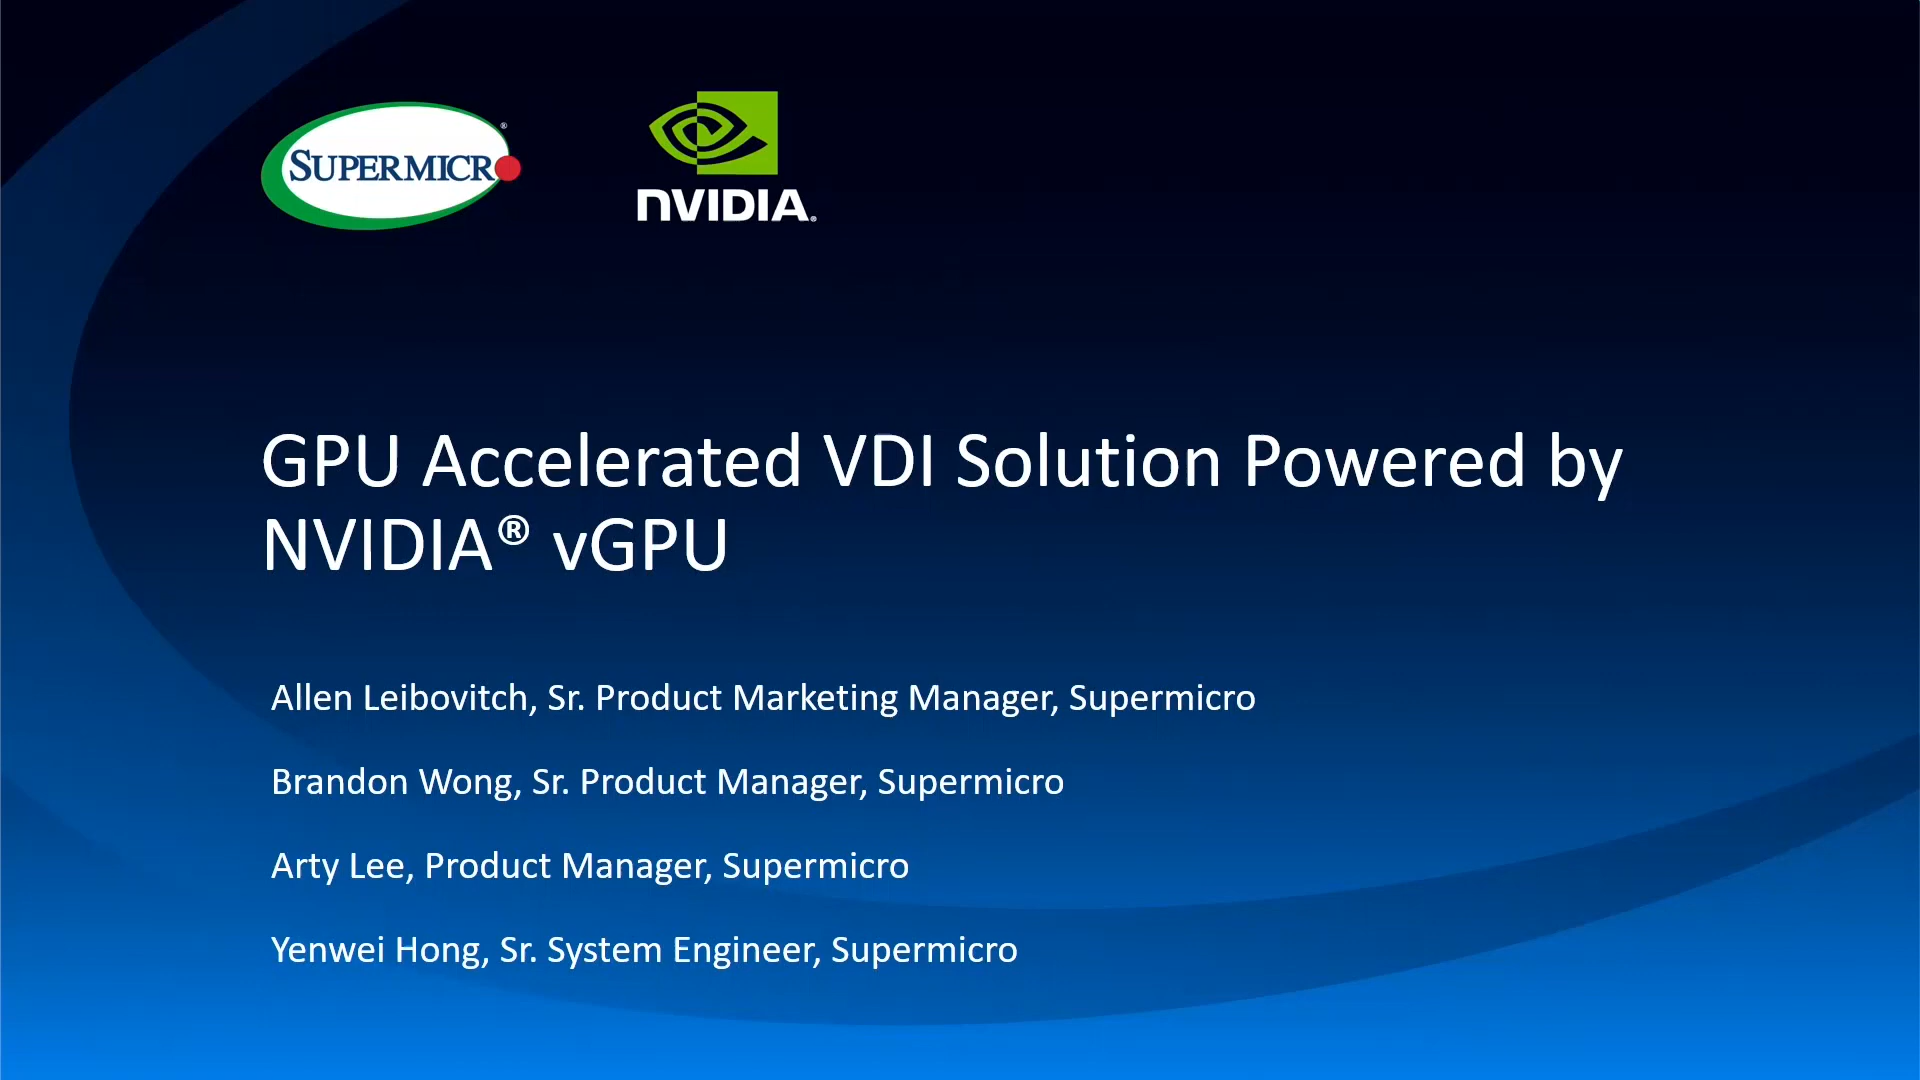 SUPERMICRO®
NVIDIA®
GPU Accelerated VDI Solution Powered by
NVIDIA® vGPU
Allen Leibovitch, Sr. Product Marketing Manager, Supermicro
Brandon Wong, Sr. Product Manager, Supermicro
Arty Lee, Product Manager, Supermicro
Yenwei Hong, Sr. System Engineer, Supermicro